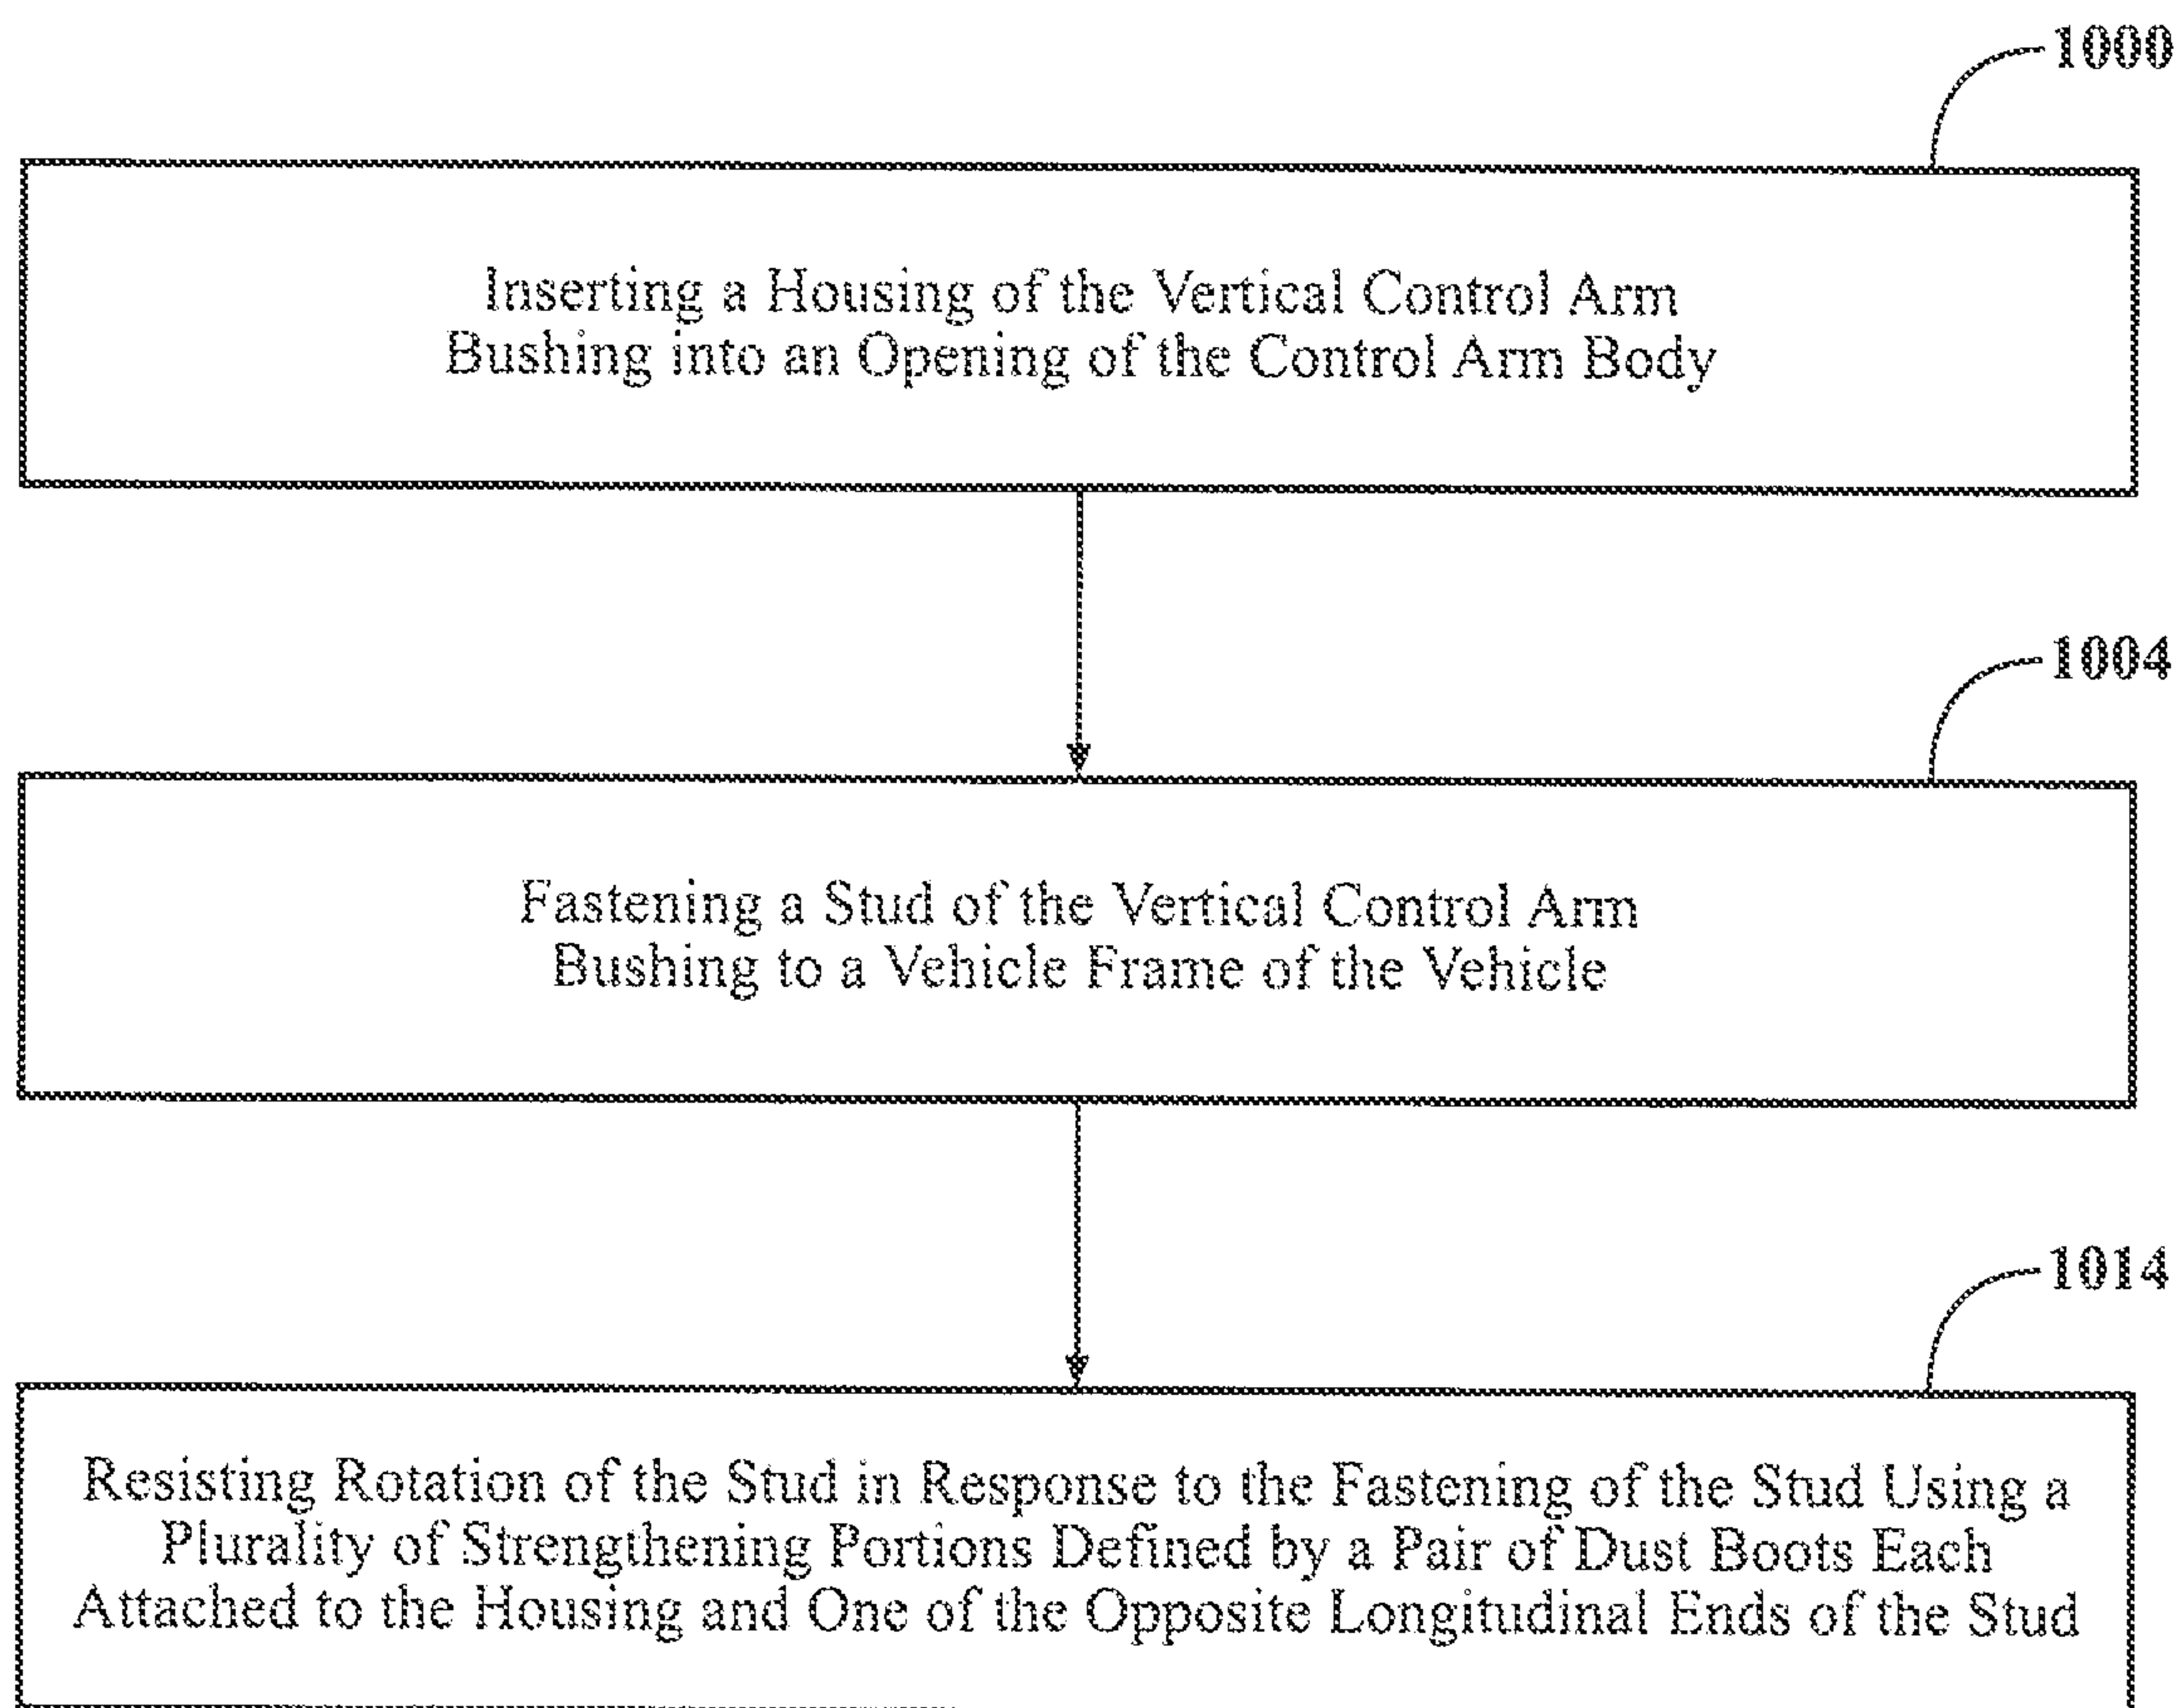 1000
Inserting a Housing of the Vertical Control Arm
Bushing into an Opening of the Control Arm Body
1004
Fastening a Stud of the Vertical Control Arm
Bushing to a Vehicle Frame of the Vehicle
1014
Resisting Rotation of the Stud in Response to the Fastening of the Stud Using a
Plurality of Strengthening Portions Defined by a Pair of Dust Boots Each
Attached to the Housing and One of the Opposite Longitudinal Ends of the Stud